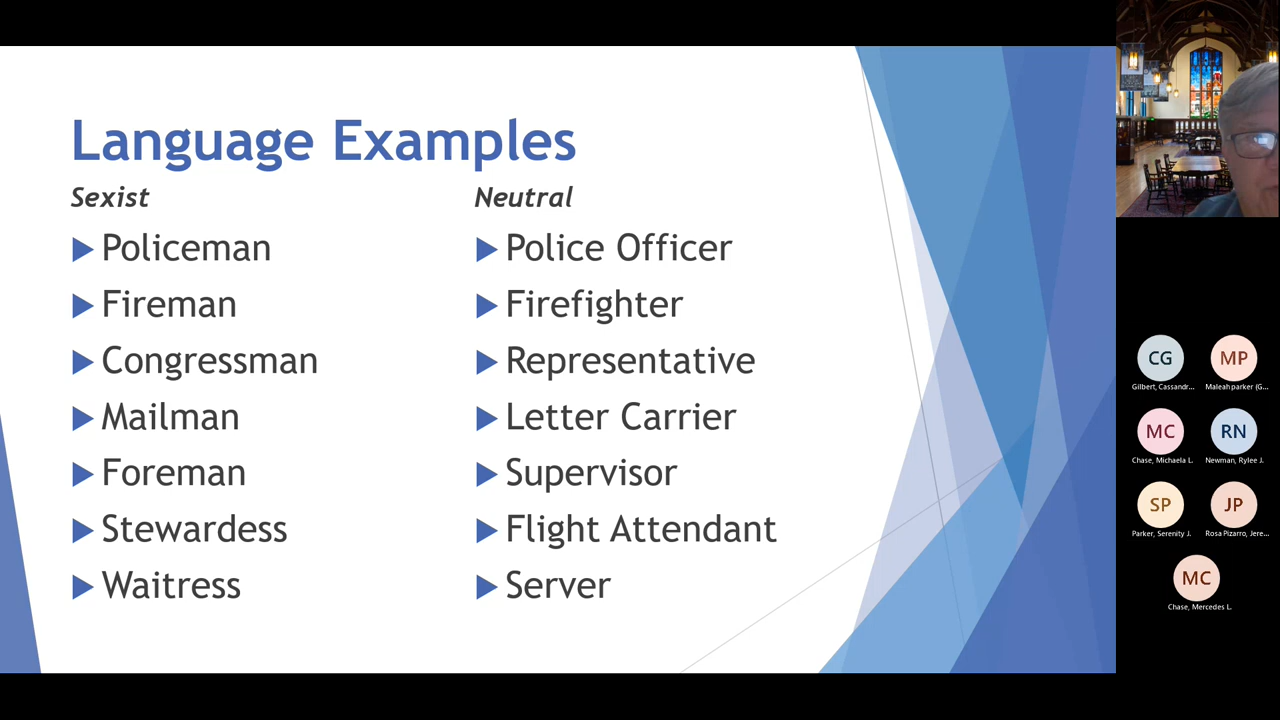 Language Examples
Sexist Neutral
Policeman Police Officer
Fireman Firefighter
Congressman Representative
Mailman Letter Carrier
Foreman Supervisor
Stewardess Flight Attendant
Waitress Server
CG MP
Gilbert, Cassandr... Maleah parker (G...
MC RN
Chase, Michaela L. Newman, Rylee J.
SP JP
Parker, Serenity J. Rosa Pizarro, Jere...
MC
Chase, Mercedes L.